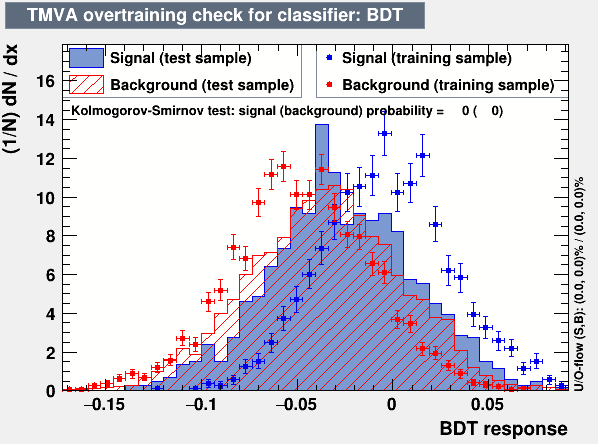 TMVA overtraining check for classifier: BDT
(1/N) dN / dx
Signal (test sample)
Signal (training sample)
Background (test sample)
Background (training sample)
Kolmogorov-Smirnov test: signal (background) probability = 0 ( 0)
16
14
12
10
8
6
4
2
0
−0.15 −0.1 −0.05 0 0.05
BDT response
U/O-flow (S,B): (0.0, 0.0)% / (0.0, 0.0)%